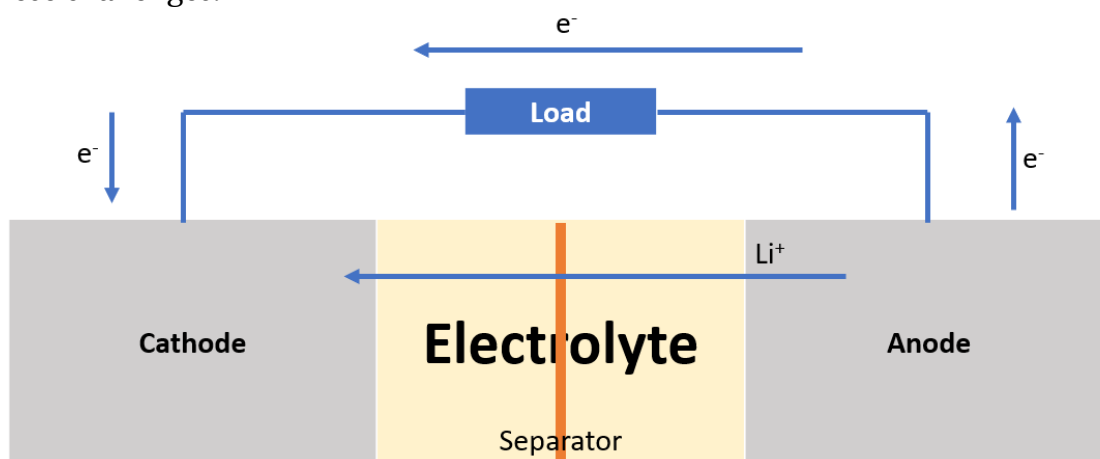 e⁻
Load
e⁻
e⁻
Li⁺
Cathode
Electrolyte
Anode
Separator